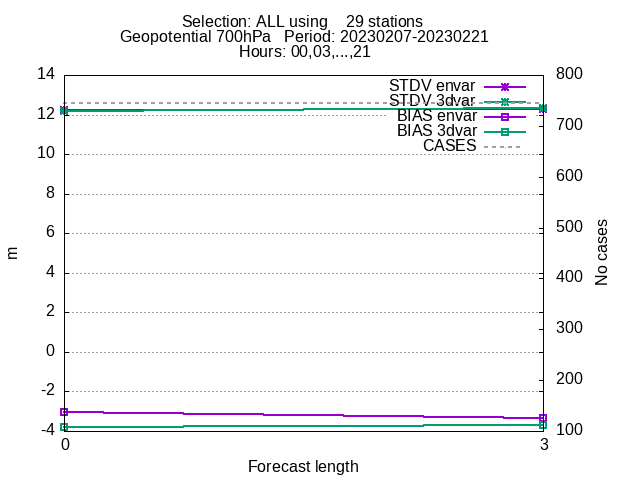 Selection: ALL using 29 stations
Geopotential 700hPa Period: 20230207-20230221
Hours: 00,03,...,21
STDV envar
STDV 3dvar
BIAS envar
BIAS 3dvar
CASES
14
12
10
8
6
4
2
0
-2
-4
m
800
700
600
500
400
300
200
100
No cases
0
3
Forecast length